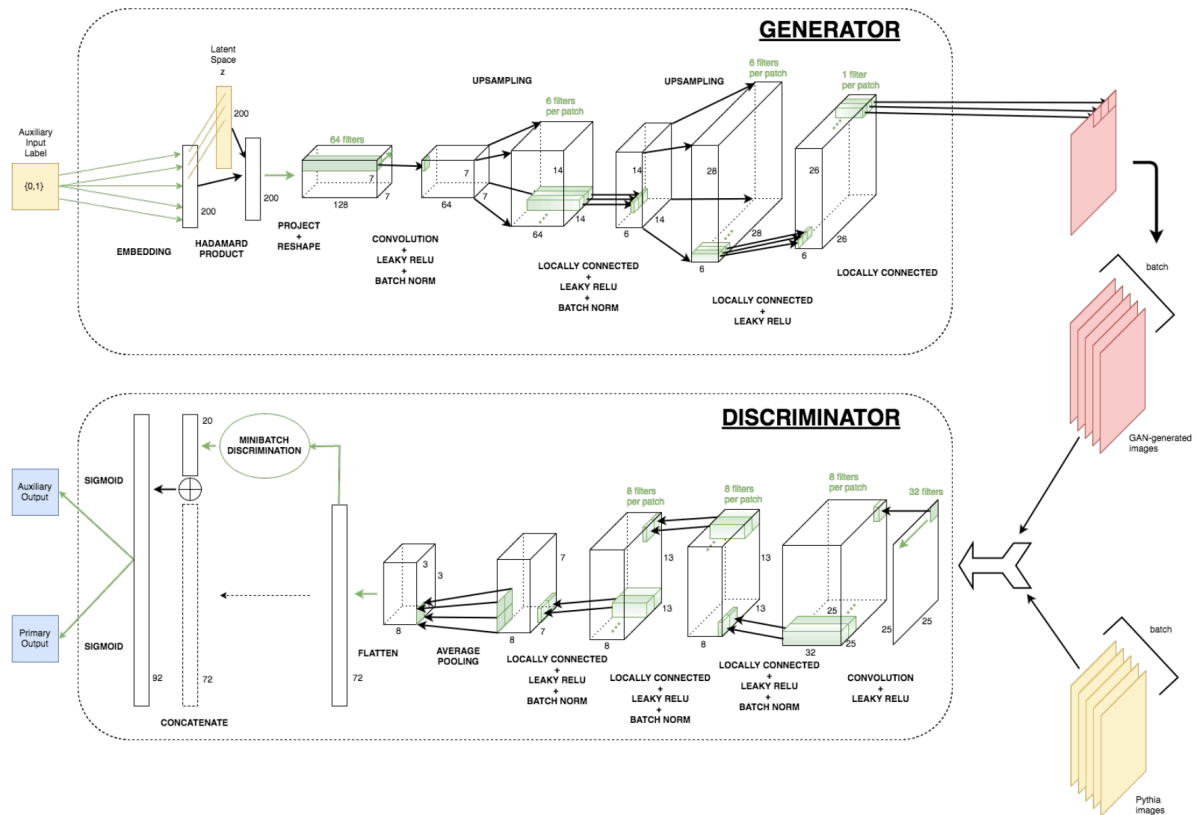 GENERATOR
Latent
Space
z
200
Auxiliary
Input
Label
{0,1}
200
200
EMBEDDING
HADAMARD
PRODUCT
64 filters
7
7
128
PROJECT
+
RESHAPE
7
7
64
CONVOLUTION
+
LEAKY RELU
+
BATCH NORM
UPSAMPLING
6 filters
per patch
14
14
64
LOCALLY CONNECTED
+
LEAKY RELU
+
BATCH NORM
14
14
6
UPSAMPLING
6 filters
per patch
28
28
6
LOCALLY CONNECTED
+
LEAKY RELU
1 filter
per patch
26
26
6
LOCALLY CONNECTED
batch
GAN-generated
images
batch
Pythia
images
DISCRIMINATOR
32 filters
25
25
CONVOLUTION
+
LEAKY RELU
8 filters
per patch
25
25
32
LOCALLY CONNECTED
+
LEAKY RELU
+
BATCH NORM
8 filters
per patch
13
13
8
LOCALLY CONNECTED
+
LEAKY RELU
+
BATCH NORM
8 filters
per patch
13
13
8
LOCALLY CONNECTED
+
LEAKY RELU
+
BATCH NORM
7
7
8
AVERAGE
POOLING
3
3
8
FLATTEN
72
MINIBATCH
DISCRIMINATION
20
72
CONCATENATE
92
SIGMOID
SIGMOID
Auxiliary
Output
Primary
Output